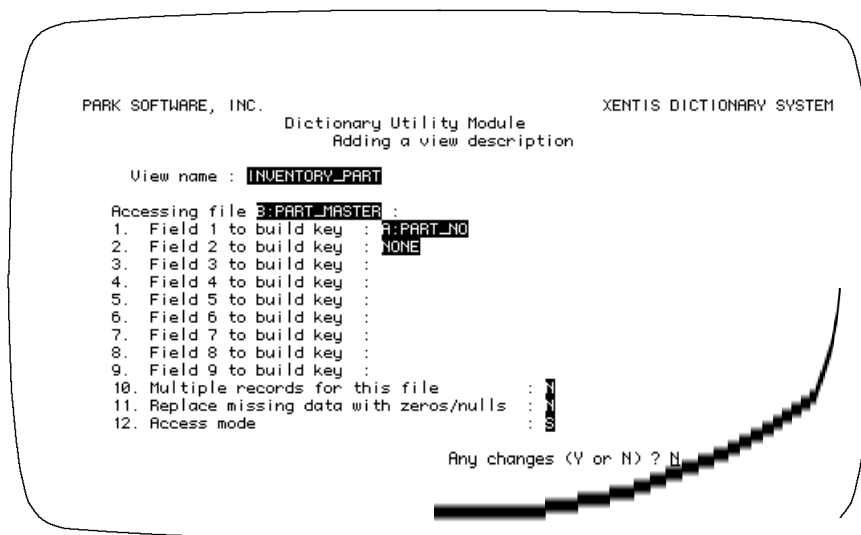 PARK SOFTWARE, INC. XENTIS DICTIONARY SYSTEM
Dictionary Utility Module
Adding a view description
View name : INVENTORY_PART
Accessing file B:PART_MASTER :
1. Field 1 to build key : A:PART_NO
2. Field 2 to build key : NONE
3. Field 3 to build key :
4. Field 4 to build key :
5. Field 5 to build key :
6. Field 6 to build key :
7. Field 7 to build key :
8. Field 8 to build key :
9. Field 9 to build key :
10. Multiple records for this file : N
11. Replace missing data with zeros/nulls : N
12. Access mode : S
Any changes (Y or N) ? N